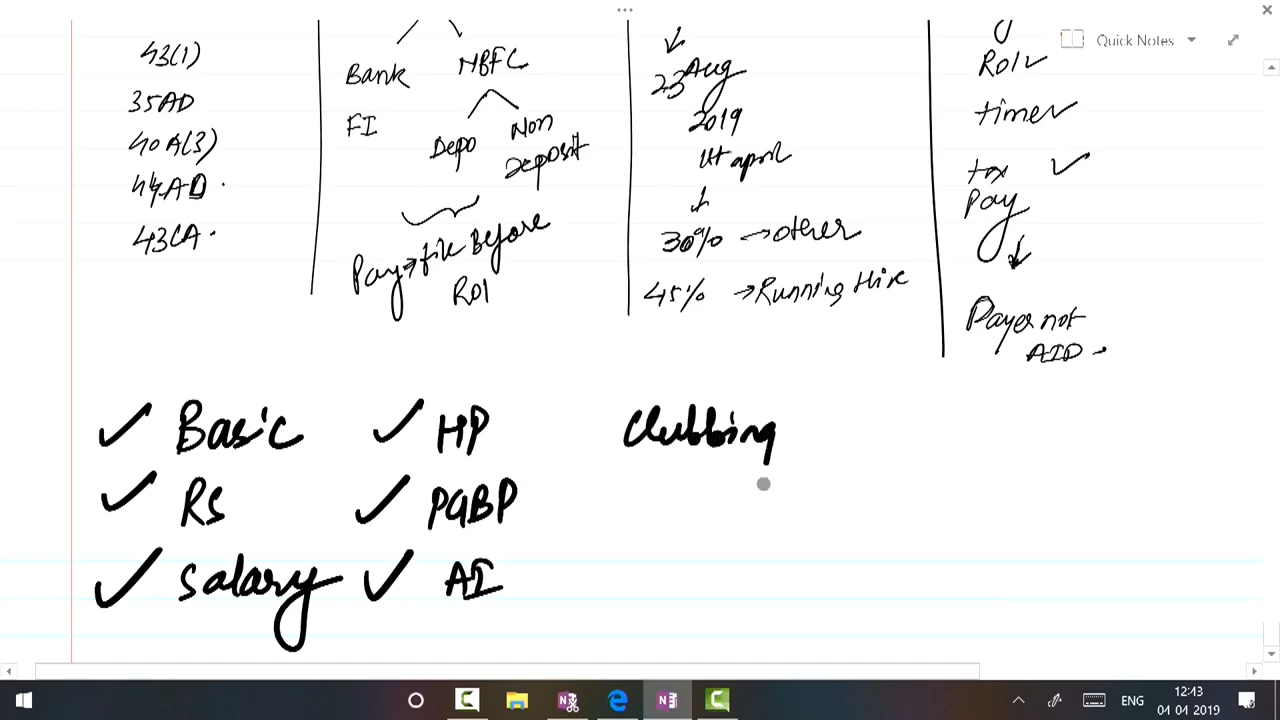 Quick Notes
43(1)
35AD
40A(3)
44AD.
43CA.
Bank
NBFC
FI
Depo
Non
Deposit
Pay → file Before
ROI
23 Aug
2019
1st april
30% → other
45% → Running Hire
ROI
timer
tax
Pay
Payer not
AID
Basic
RS
Salary
HP
PGBP
AI
Clubbing
ENG
12:43
04-04-2019